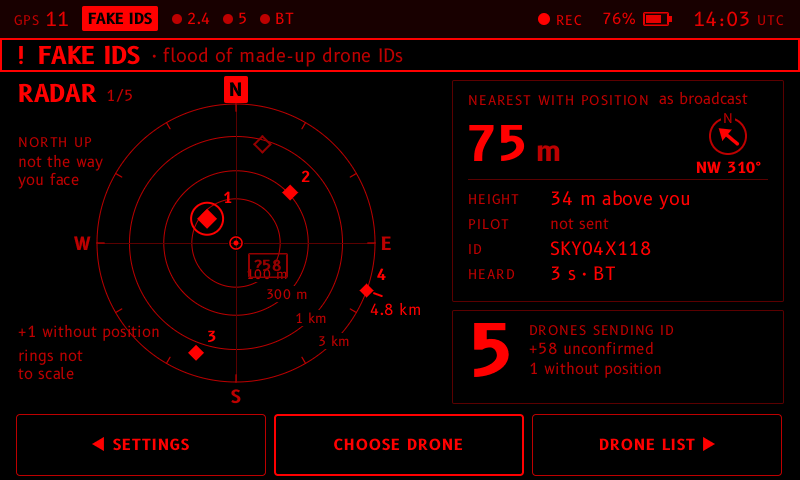 GPS 11 FAKE IDS 2.4 5 BT REC 76% 14:03 UTC
! FAKE IDS · flood of made-up drone IDs
RADAR 1/5
N
NORTH UP
not the way
you face
1
2
W
E
?58
100 m
300 m
1 km
3 km
4
4.8 km
3
+1 without position
rings not
to scale
S
NEAREST WITH POSITION as broadcast
75 m
N
NW 310°
HEIGHT 34 m above you
PILOT not sent
ID SKY04X118
HEARD 3 s · BT
5
DRONES SENDING ID
+58 unconfirmed
1 without position
◀ SETTINGS
CHOOSE DRONE
DRONE LIST ▶